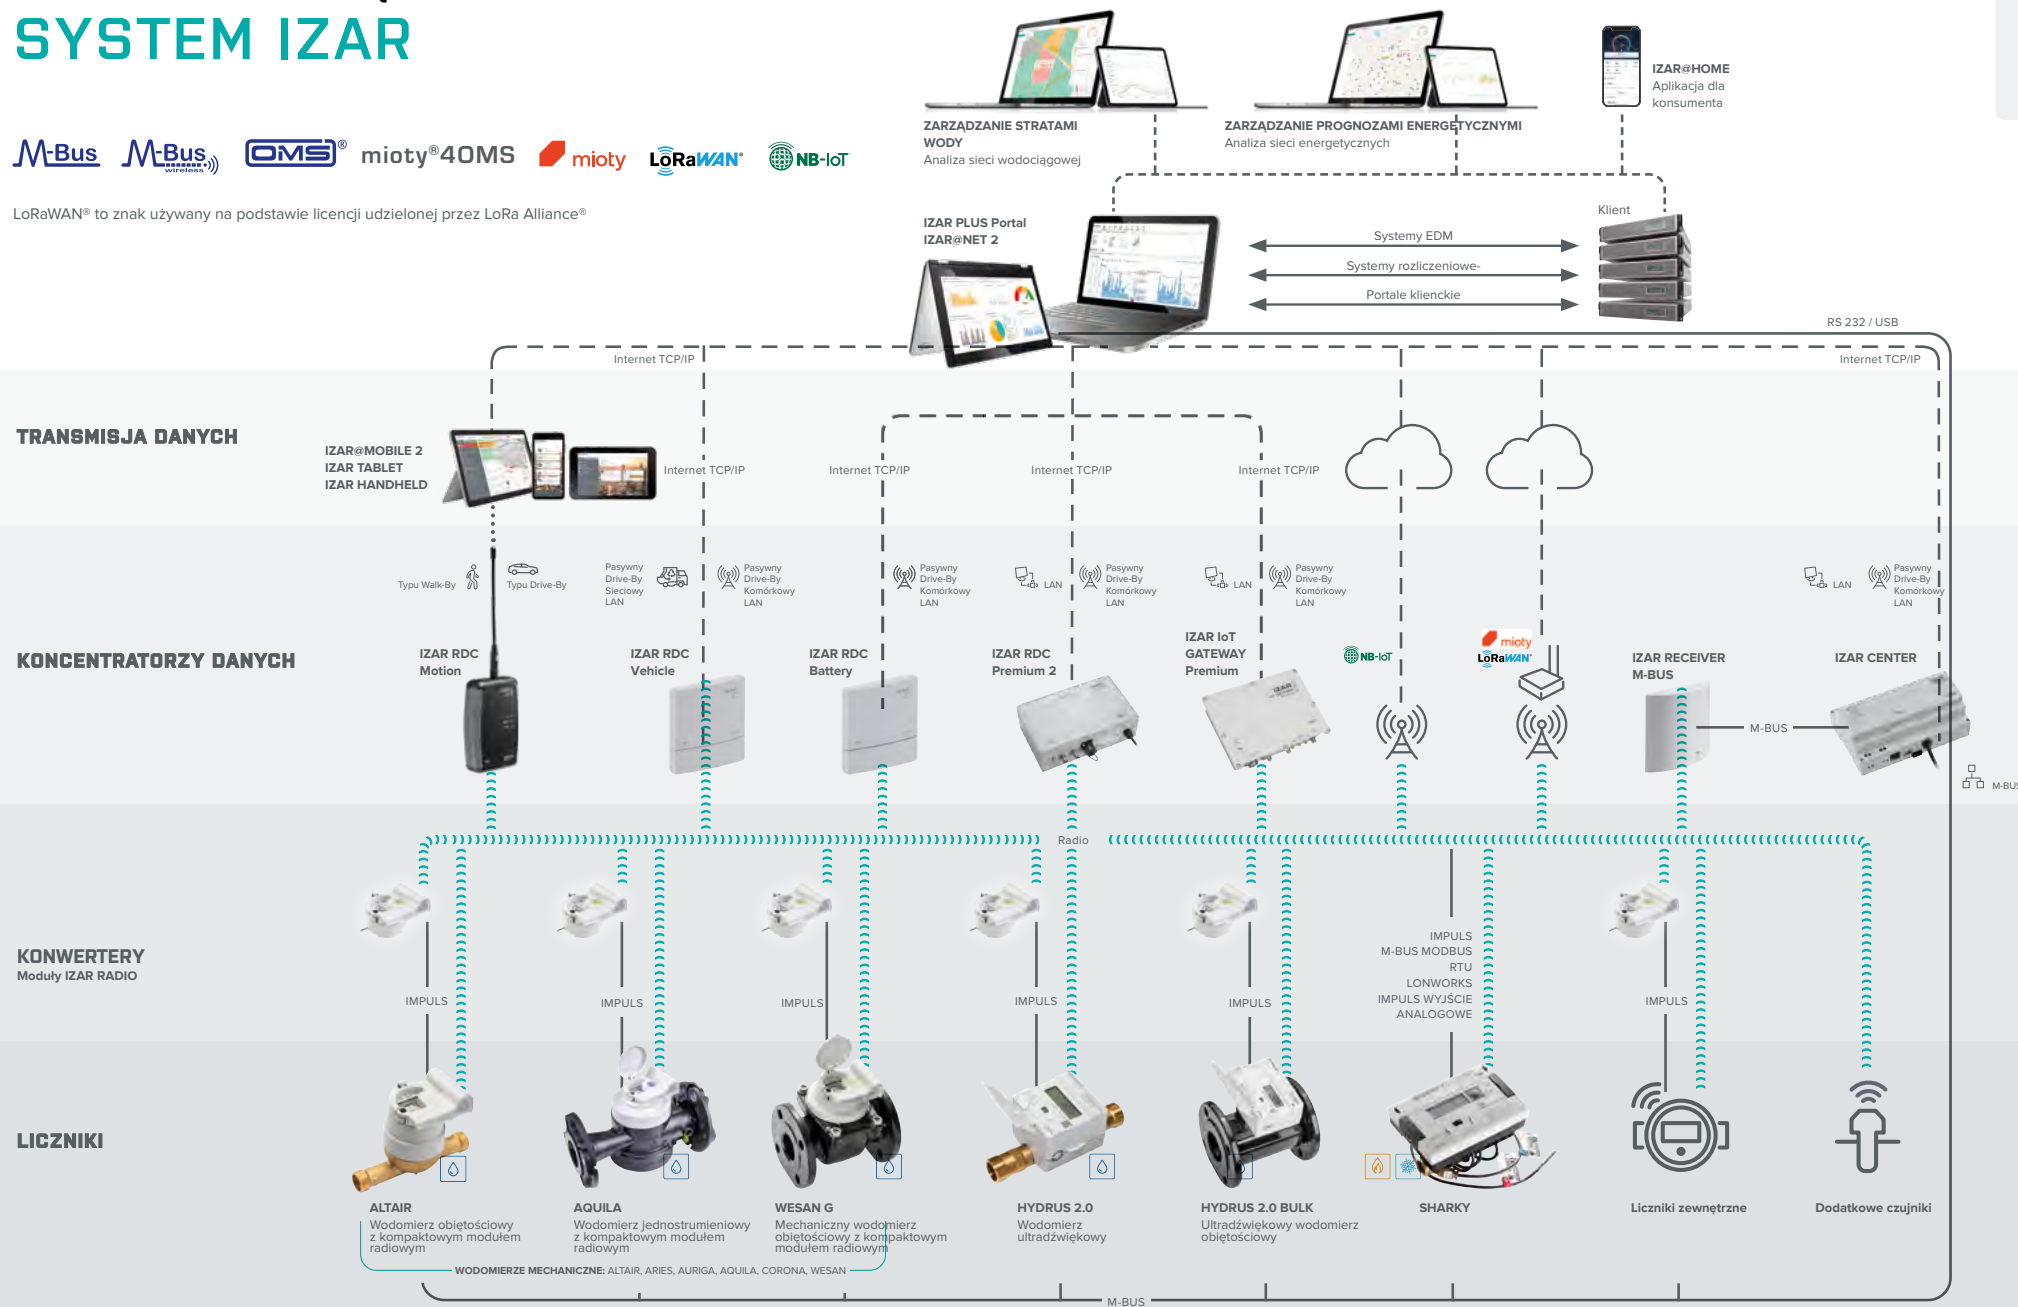 SYSTEM IZAR
M-Bus
M-Bus wireless
OMS®
mioty®4OMS
mioty
LoRaWAN®
NB-IoT
LoRaWAN® to znak używany na podstawie licencji udzielonej przez LoRa Alliance®
ZARZĄDZANIE STRATAMI
WODY
Analiza sieci wodociągowej
ZARZĄDZANIE PROGNOZAMI ENERGETYCZNYMI
Analiza sieci energetycznych
IZAR@HOME
Aplikacja dla
konsumenta
IZAR PLUS Portal
IZAR@NET 2
Systemy EDM
Systemy rozliczeniowe-
Portale klienckie
Klient
RS 232 / USB
Internet TCP/IP
Internet TCP/IP
TRANSMISJA DANYCH
IZAR@MOBILE 2
IZAR TABLET
IZAR HANDHELD
Internet TCP/IP
Internet TCP/IP
Internet TCP/IP
Internet TCP/IP
KONCENTRATORZY DANYCH
Typu Walk-By
Typu Drive-By
Pasywny
Drive-By
Sieciowy
LAN
Pasywny
Drive-By
Komórkowy
LAN
Pasywny
Drive-By
Komórkowy
LAN
LAN
Pasywny
Drive-By
Komórkowy
LAN
LAN
Pasywny
Drive-By
Komórkowy
LAN
LAN
Pasywny
Drive-By
Komórkowy
LAN
IZAR RDC
Motion
IZAR RDC
Vehicle
IZAR RDC
Battery
IZAR RDC
Premium 2
IZAR IoT
GATEWAY
Premium
IZAR
NB-IoT
mioty
LoRaWAN®
IZAR RECEIVER
M-BUS
IZAR CENTER
M-BUS
M-BUS
Radio
KONWERTERY
Moduły IZAR RADIO
IMPULS
IMPULS
IMPULS
IMPULS
IMPULS
IMPULS
M-BUS MODBUS
RTU
LONWORKS
IMPULS WYJŚCIE
ANALOGOWE
IMPULS
LICZNIKI
ALTAIR
Wodomierz objętościowy
z kompaktowym modułem
radiowym
AQUILA
Wodomierz jednostrumieniowy
z kompaktowym modułem
radiowym
WESAN G
Mechaniczny wodomierz
objętościowy z kompaktowym
modułem radiowym
HYDRUS 2.0
Wodomierz
ultradźwiękowy
HYDRUS 2.0 BULK
Ultradźwiękowy wodomierz
objętościowy
SHARKY
Liczniki zewnętrzne
Dodatkowe czujniki
WODOMIERZE MECHANICZNE: ALTAIR, ARIES, AURIGA, AQUILA, CORONA, WESAN
M-BUS